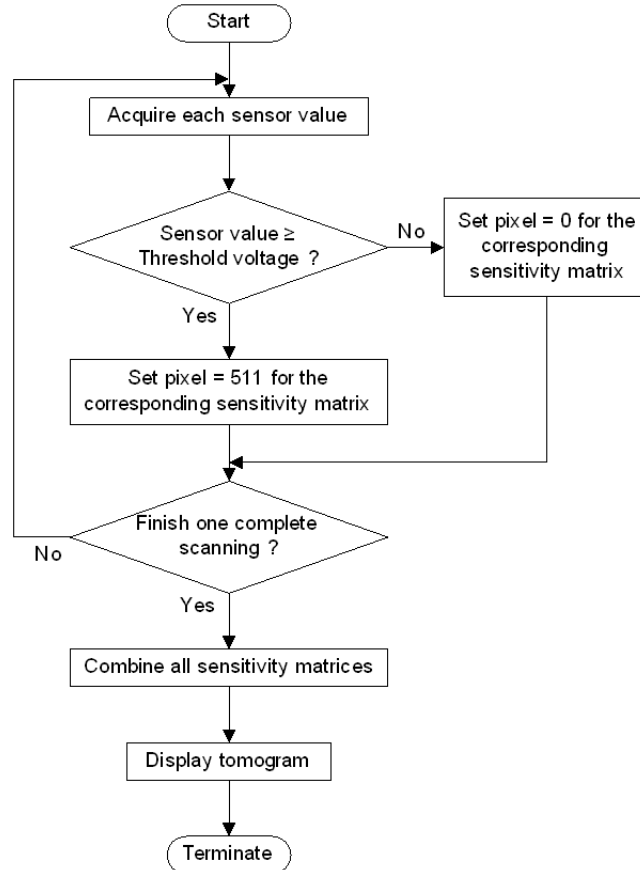 Start
Acquire each sensor value
Sensor value ≥
Threshold voltage ?
No
Set pixel = 0 for the
corresponding
sensitivity matrix
Yes
Set pixel = 511 for the
corresponding sensitivity matrix
Finish one complete
scanning ?
No
Yes
Combine all sensitivity matrices
Display tomogram
Terminate